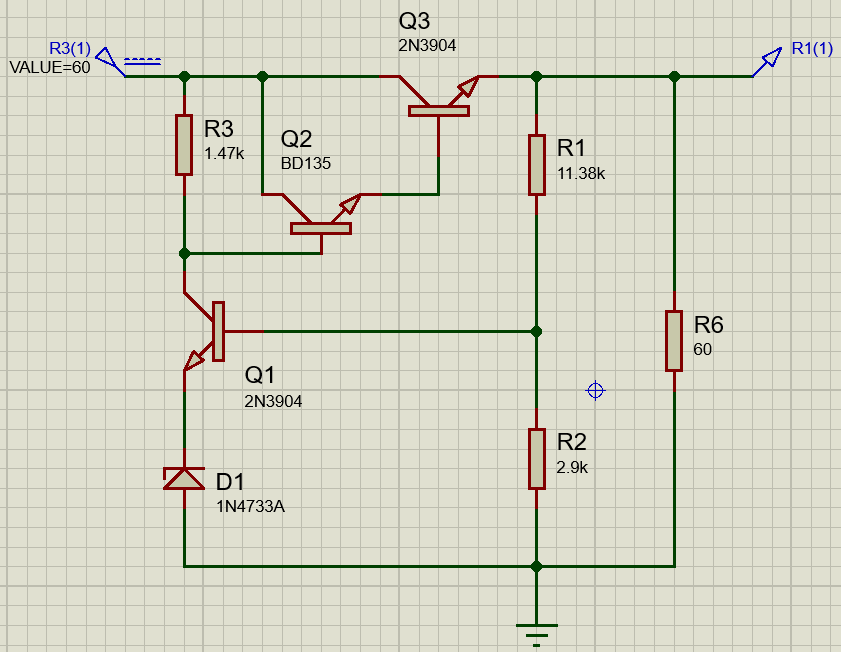 Q3
2N3904
R3(1)
VALUE=60
R1(1)
R3
1.47k
Q2
BD135
R1
11.38k
R6
60
Q1
2N3904
R2
2.9k
D1
1N4733A